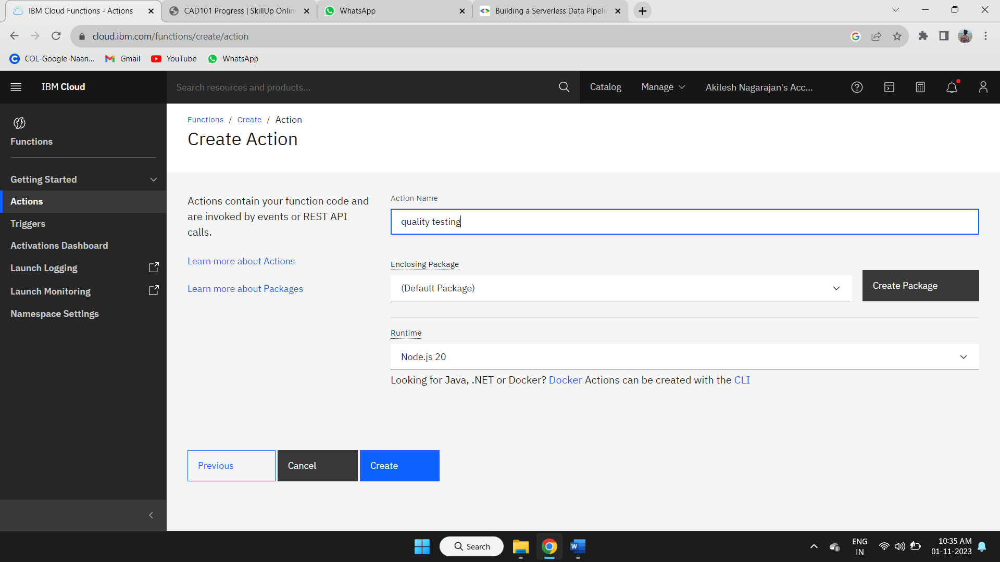 IBM Cloud Functions - Actions
CAD101 Progress | SkillUp Onlin
WhatsApp
Building a Serverless Data Pipeli
cloud.ibm.com/functions/create/action
COL-Google-Naan...
Gmail
YouTube
WhatsApp
IBM Cloud
Search resources and products...
Catalog
Manage
Akilesh Nagarajan's Acc...
Functions
Getting Started
Actions
Triggers
Activations Dashboard
Launch Logging
Launch Monitoring
Namespace Settings
Functions / Create / Action
Create Action
Actions contain your function code and
are invoked by events or REST API
calls.
Learn more about Actions
Learn more about Packages
Action Name
quality testing
Enclosing Package
(Default Package)
Create Package
Runtime
Node.js 20
Looking for Java, .NET or Docker? Docker Actions can be created with the CLI
Previous
Cancel
Create
Search
ENG
IN
10:35 AM
01-11-2023